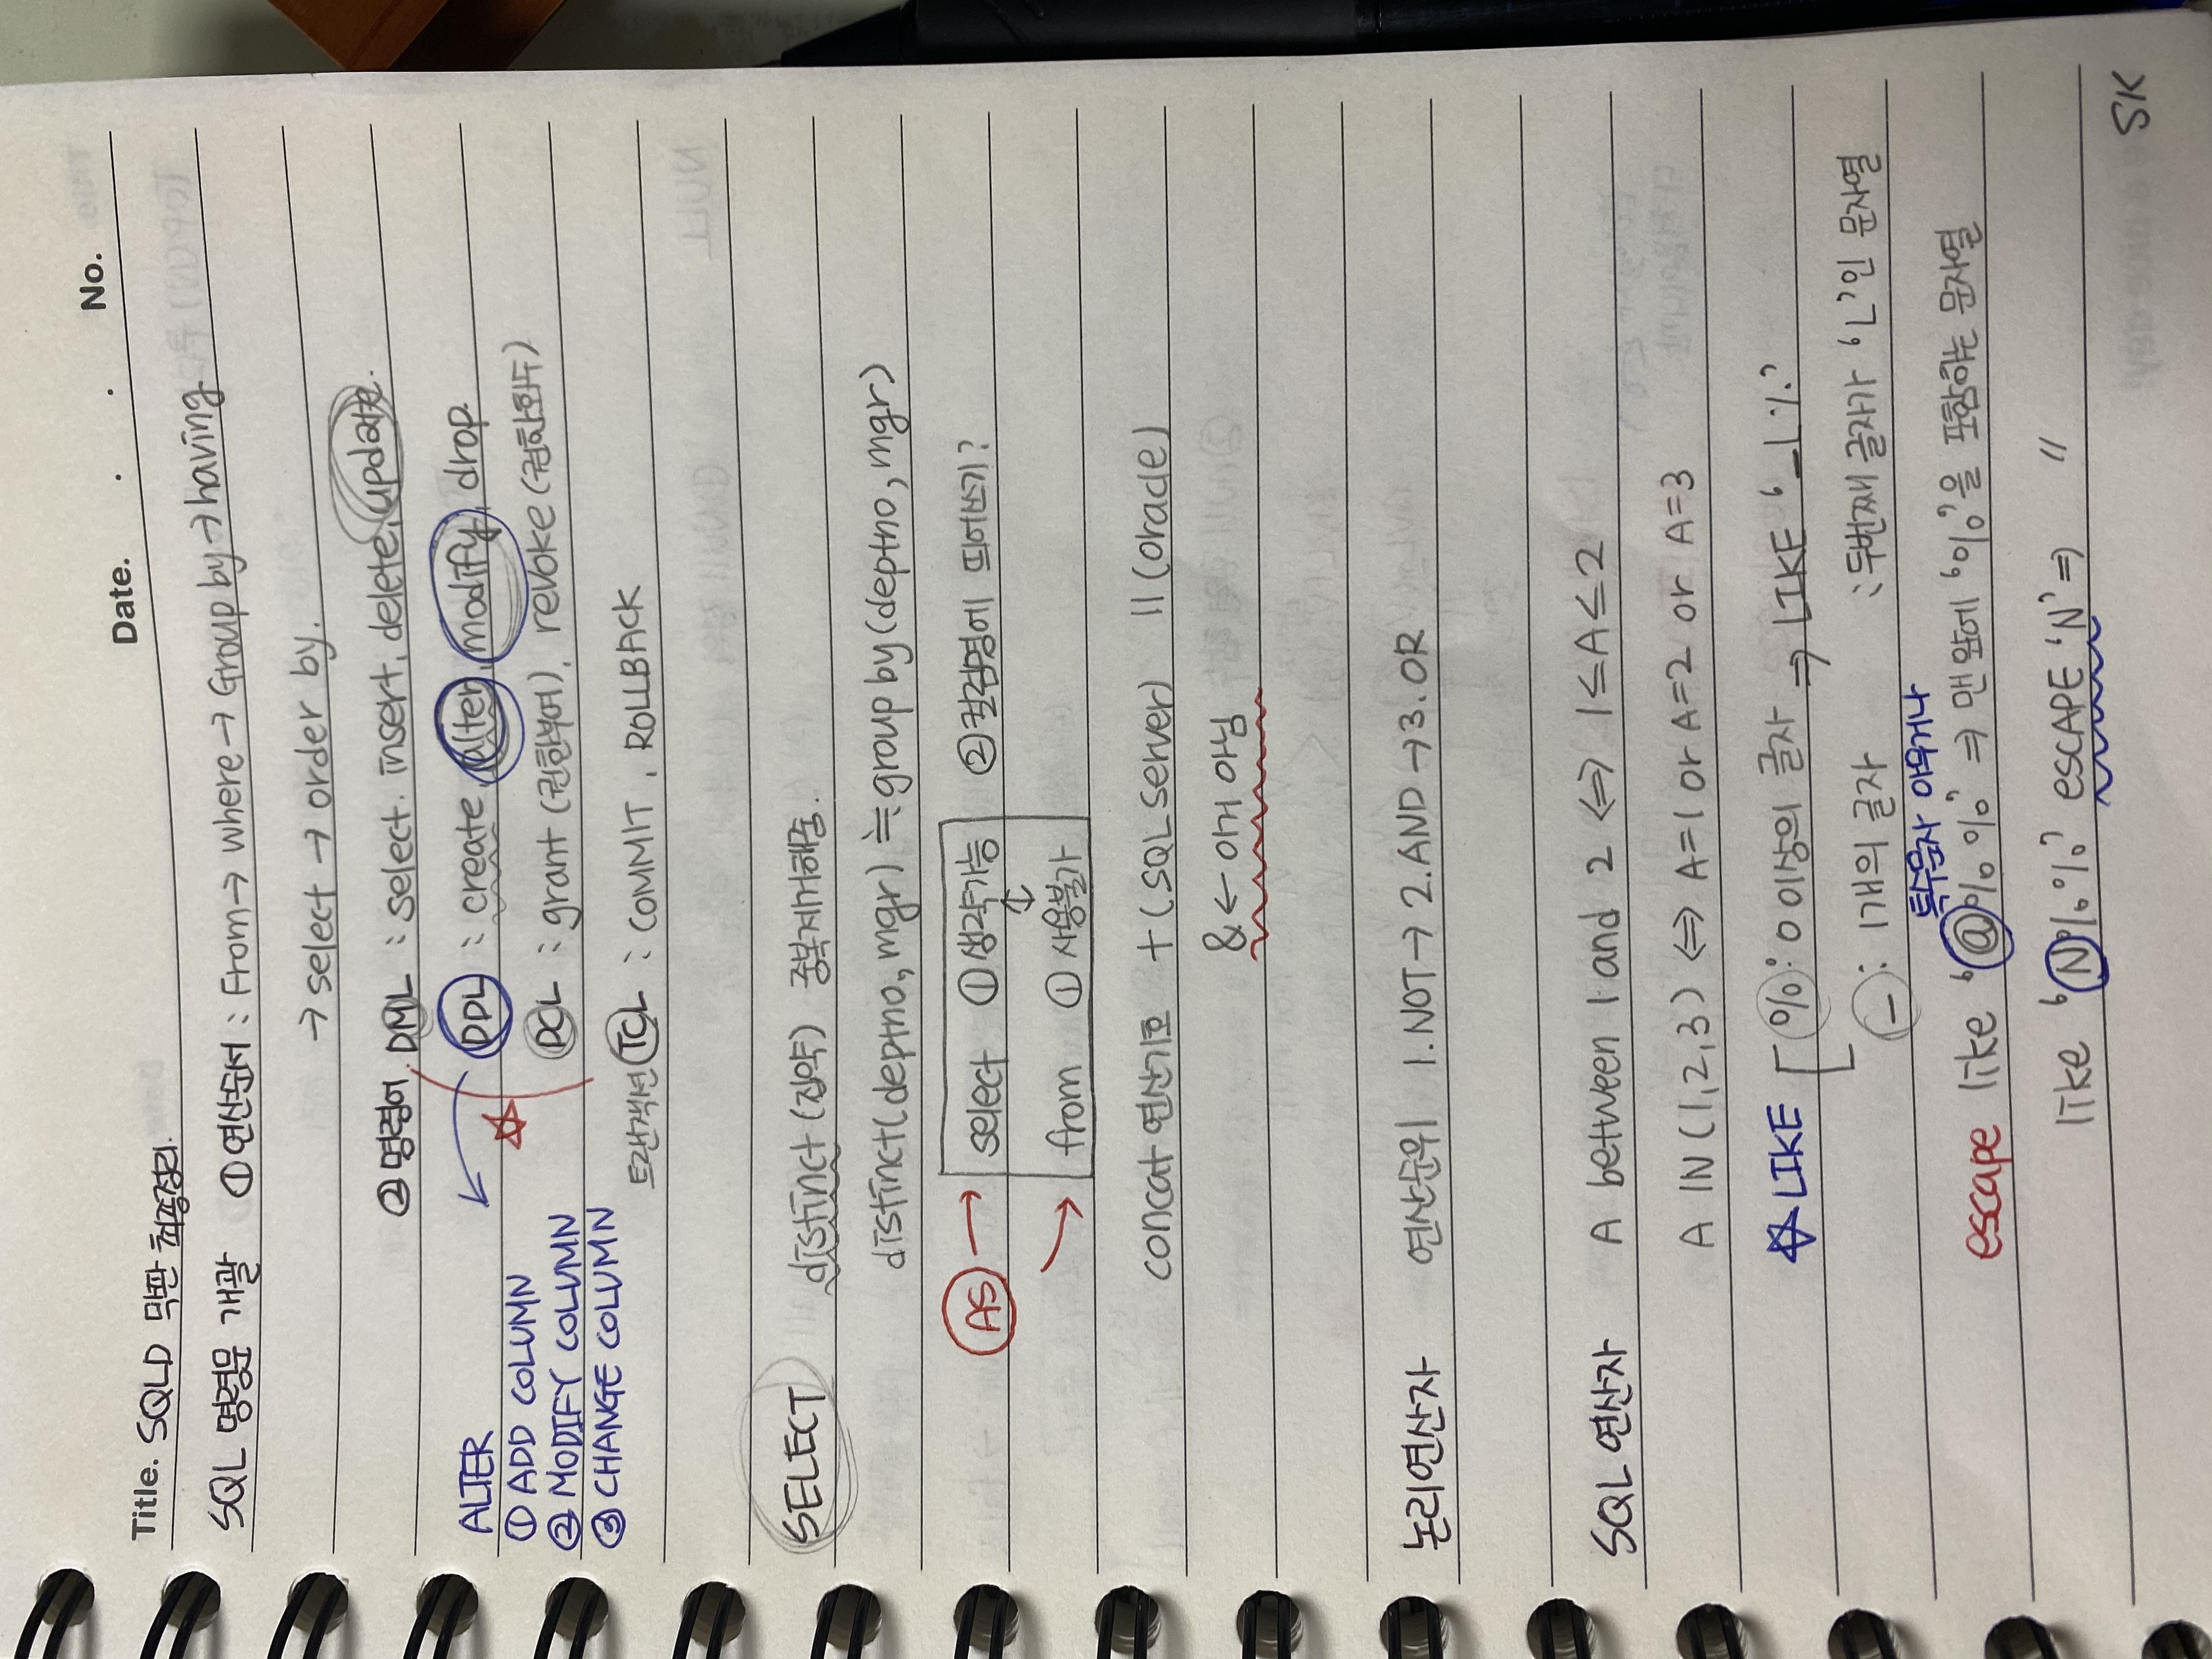 Date. . . No.
Title. SQLD 막판 최종정리.
SQL 명령문 개괄 ① 연산순서 : From → where → Group by → having
→ select → order by.
② 명령어. DML : select. insert, delete, update.
DDL : create, alter, modify, drop.
ALTER
① ADD COLUMN
② MODIFY COLUMN
③ CHANGE COLUMN
DCL : grant (권한부여), revoke (권한회수)
트랜잭션 TCL : COMMIT, ROLLBACK
SELECT distinct (집약) 중복제거해줌.
distinct(deptno, mgr) ≒ group by (deptno, mgr)
AS → select ① 생략가능 ② 컬럼명에 띄어쓰기?
↕
→ from ① 사용불가
concat 연산기호 + (SQL server) || (oracle)
& ← 이거 아님
논리연산자 연산순위 1. NOT → 2. AND → 3. OR
SQL 연산자 A between 1 and 2 ⇔ 1 ≤ A ≤ 2
A IN (1, 2, 3) ⇔ A=1 or A=2 or A=3
☆ LIKE % : 0 이상의 글자 ⇒ LIKE '_L%'
_ : 1개의 글자 : 두번째 글자가 'L'인 문자열
특수문자 아무거나
escape like '@%%' ⇒ 맨 앞에 '%'을 포함하는 문자열
like 'N%%' ESCAPE 'N' ⇒ 〃
SK